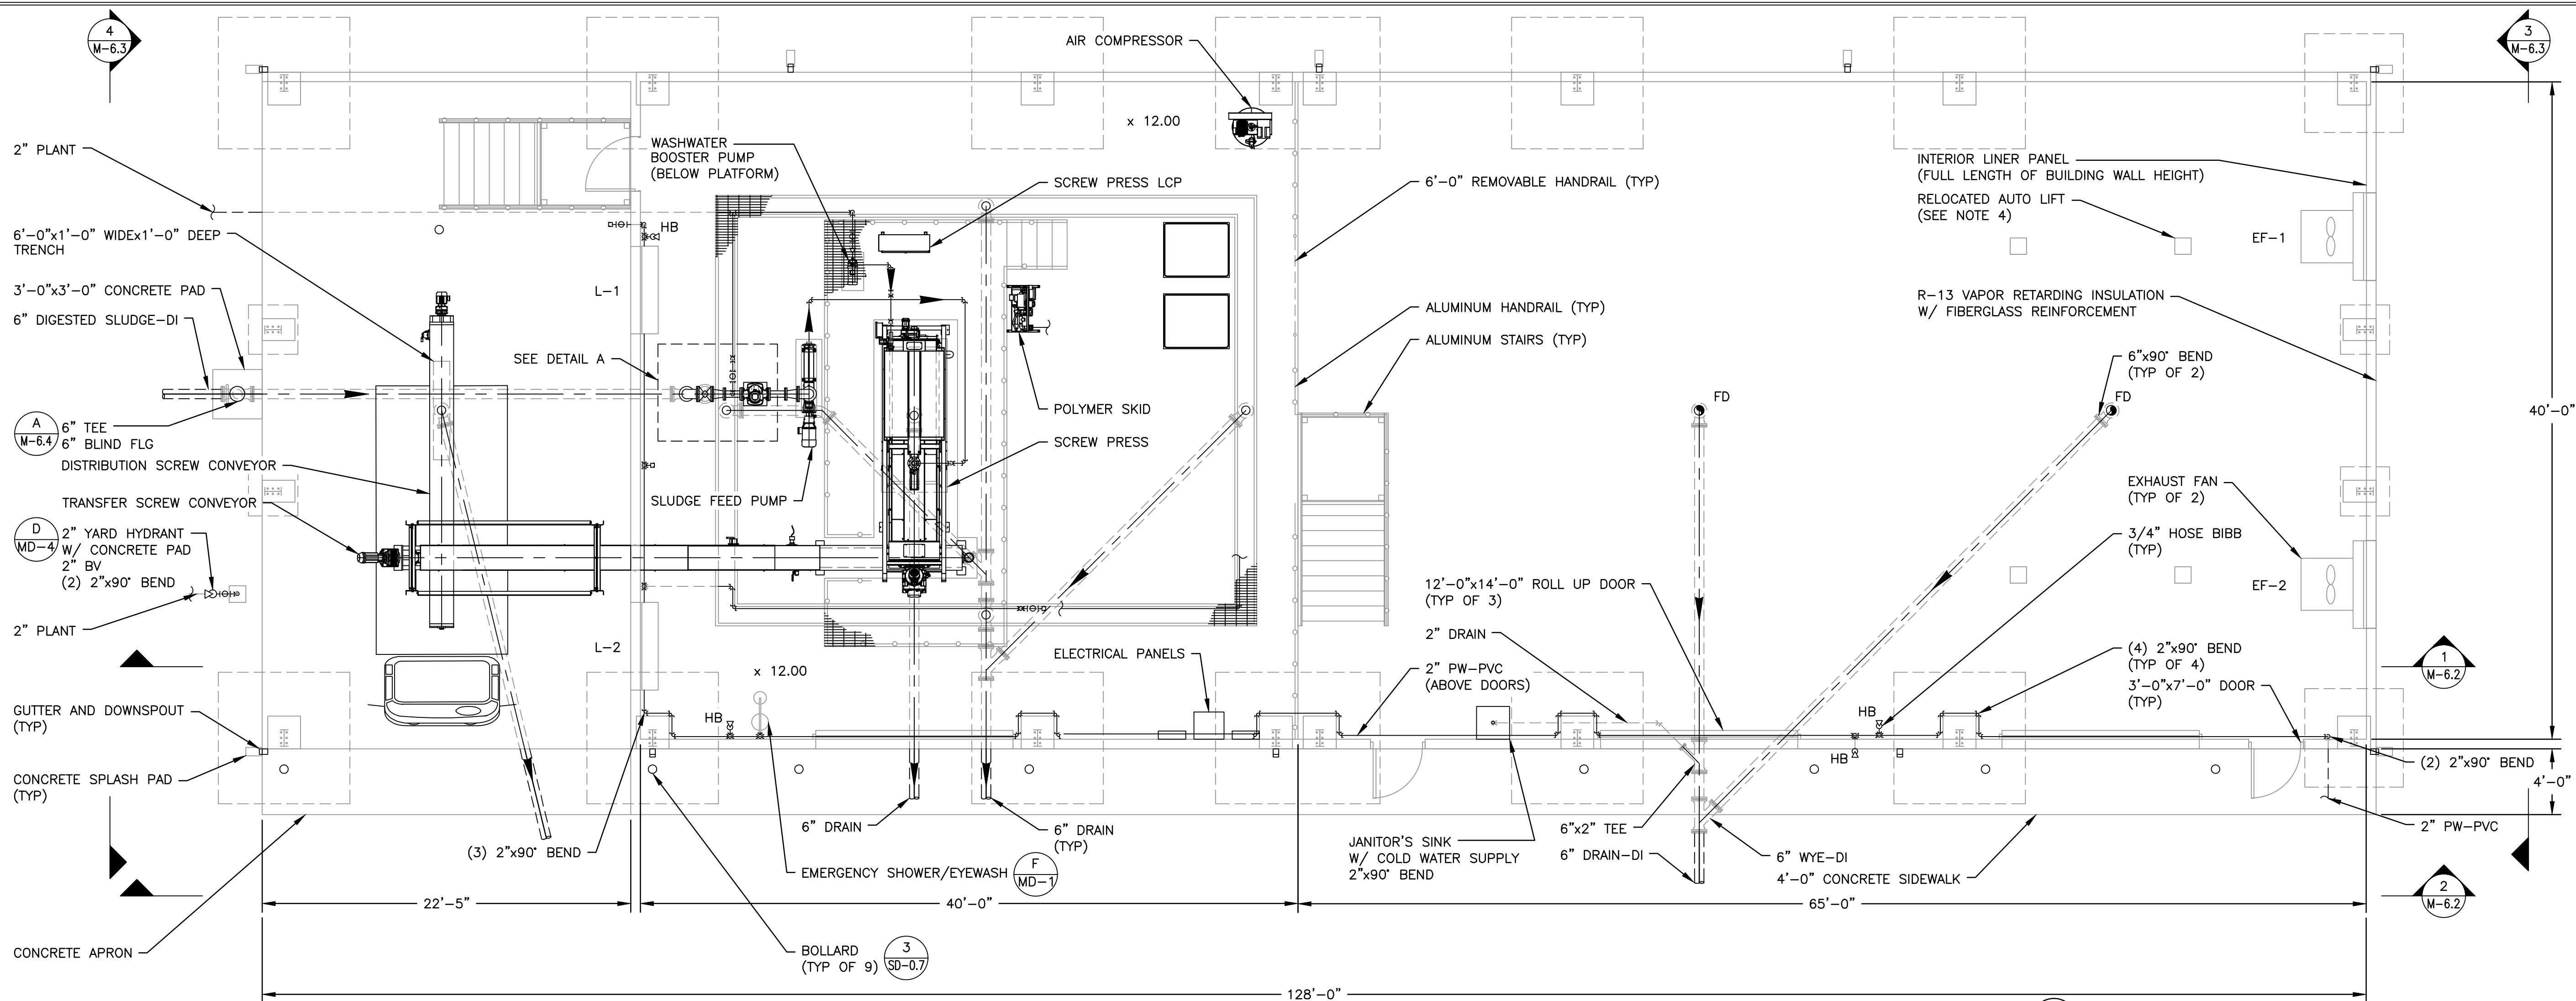 4
M-6.3
3
M-6.3
AIR COMPRESSOR
x 12.00
2" PLANT
WASHWATER
BOOSTER PUMP
(BELOW PLATFORM)
SCREW PRESS LCP
6'-0" REMOVABLE HANDRAIL (TYP)
INTERIOR LINER PANEL
(FULL LENGTH OF BUILDING WALL HEIGHT)
RELOCATED AUTO LIFT
(SEE NOTE 4)
HB
EF-1
6'-0"x1'-0" WIDEx1'-0" DEEP
TRENCH
3'-0"x3'-0" CONCRETE PAD
6" DIGESTED SLUDGE-DI
L-1
ALUMINUM HANDRAIL (TYP)
ALUMINUM STAIRS (TYP)
R-13 VAPOR RETARDING INSULATION
W/ FIBERGLASS REINFORCEMENT
SEE DETAIL A
6"x90° BEND
(TYP OF 2)
FD
FD
40'-0"
A
M-6.4
6" TEE
6" BLIND FLG
POLYMER SKID
SCREW PRESS
DISTRIBUTION SCREW CONVEYOR
TRANSFER SCREW CONVEYOR
SLUDGE FEED PUMP
EXHAUST FAN
(TYP OF 2)
D
MD-4
2" YARD HYDRANT
W/ CONCRETE PAD
2" BV
(2) 2"x90° BEND
3/4" HOSE BIBB
(TYP)
12'-0"x14'-0" ROLL UP DOOR
(TYP OF 3)
EF-2
2" PLANT
L-2
2" DRAIN
ELECTRICAL PANELS
x 12.00
2" PW-PVC
(ABOVE DOORS)
(4) 2"x90° BEND
(TYP OF 4)
3'-0"x7'-0" DOOR
(TYP)
1
M-6.2
GUTTER AND DOWNSPOUT
(TYP)
HB
HB
HB
CONCRETE SPLASH PAD
(TYP)
(2) 2"x90° BEND
4'-0"
6" DRAIN
6" DRAIN
(TYP)
6"x2" TEE
6" DRAIN-DI
2" PW-PVC
(3) 2"x90° BEND
EMERGENCY SHOWER/EYEWASH
F
MD-1
JANITOR'S SINK
W/ COLD WATER SUPPLY
2"x90° BEND
6" WYE-DI
4'-0" CONCRETE SIDEWALK
22'-5"
40'-0"
65'-0"
2
M-6.2
CONCRETE APRON
BOLLARD
(TYP OF 9)
3
SD-0.7
128'-0"